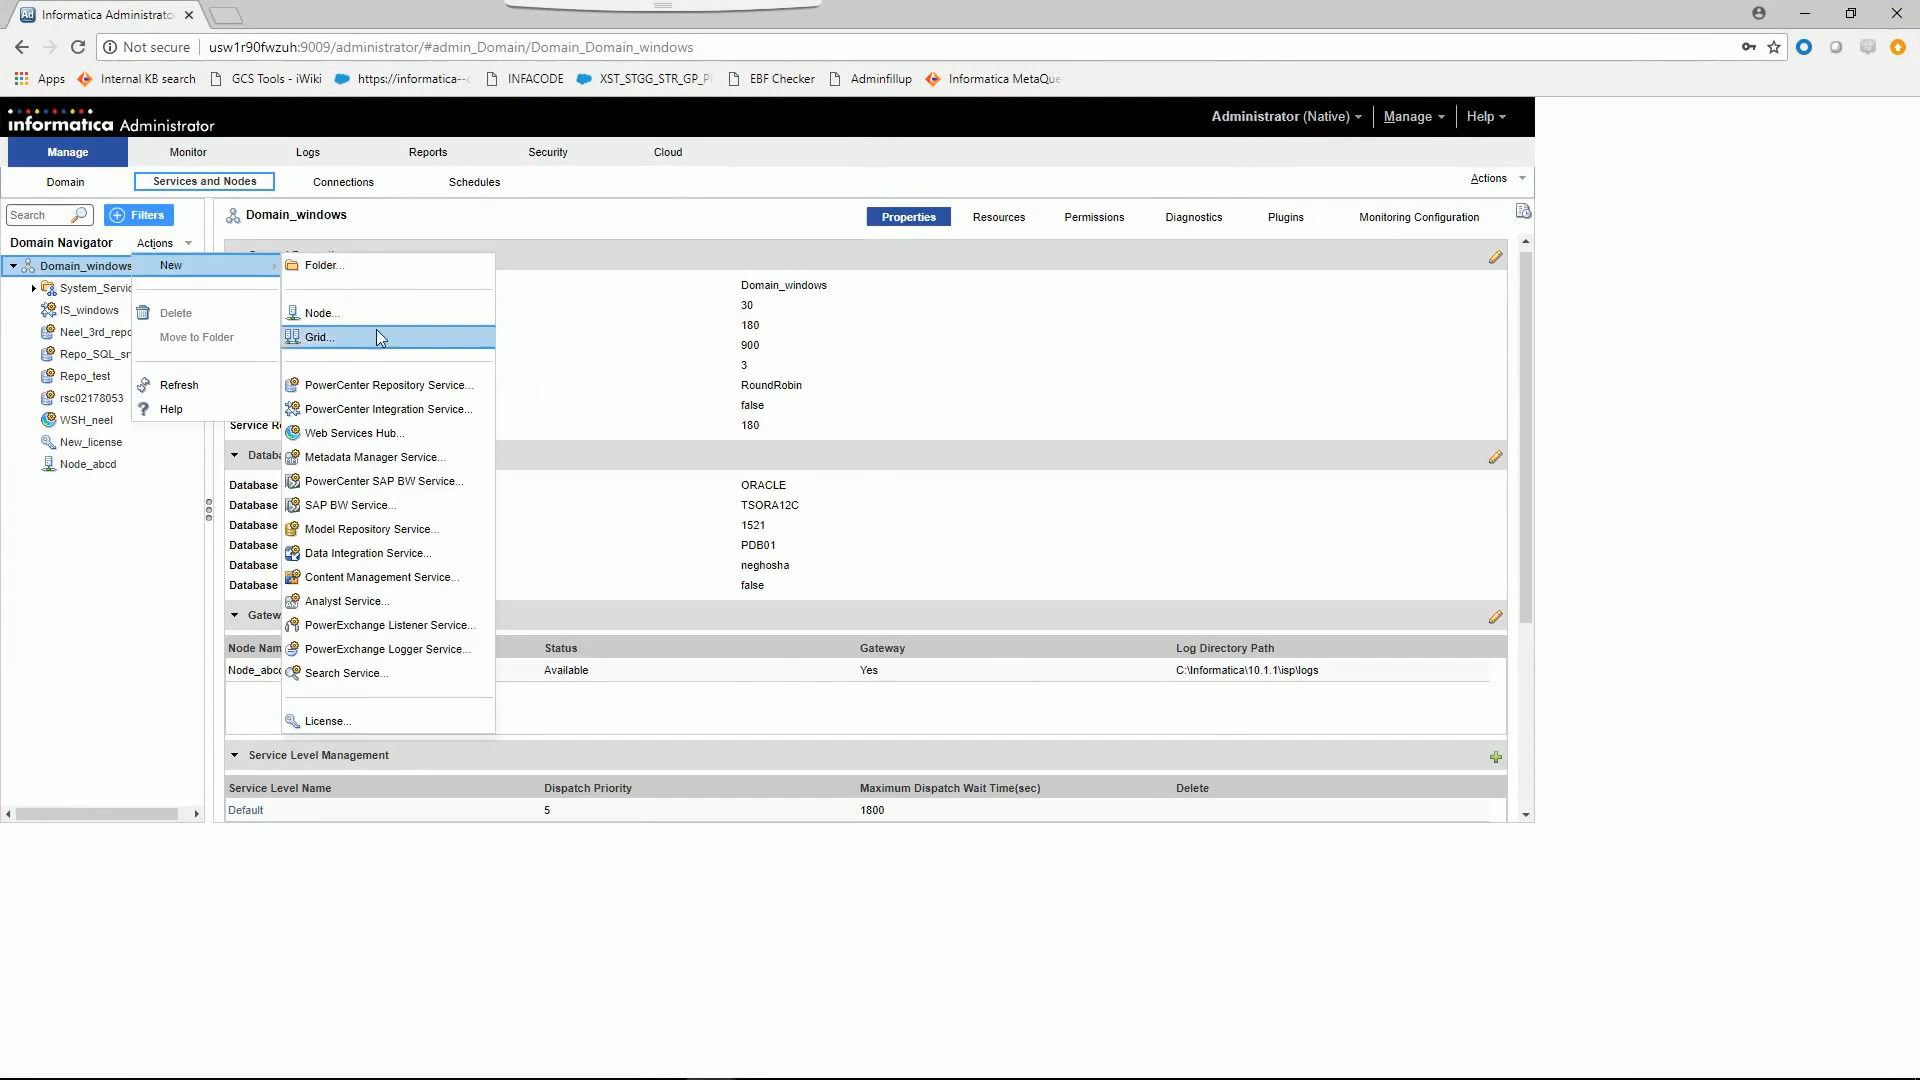 Informatica Administrato
Not secure usw1r90fwzuh:9009/administrator/#admin_Domain/Domain_Domain_windows
Apps Internal KB search GCS Tools - iWiki https://informatica-- INFACODE XST_STGG_STR_GP_P EBF Checker Adminfillup Informatica MetaQue
informatica Administrator Administrator (Native) Manage Help
Manage Monitor Logs Reports Security Cloud
Domain Services and Nodes Connections Schedules Actions
Search Filters Domain_windows Properties Resources Permissions Diagnostics Plugins Monitoring Configuration
Domain Navigator Actions
Domain_windows New Folder...
System_Servic Domain_windows
IS_windows Delete Node... 30
Neel_3rd_repo Move to Folder Grid... 180
Repo_SQL_sr 900
3
Repo_test Refresh PowerCenter Repository Service... RoundRobin
rsc02178053 Help PowerCenter Integration Service... false
WSH_neel Service Re Web Services Hub... 180
New_license Datab Metadata Manager Service...
Node_abcd
Database PowerCenter SAP BW Service... ORACLE
Database SAP BW Service... TSORA12C
Database Model Repository Service... 1521
Database Data Integration Service... PDB01
Database Content Management Service... neghosha
Database Analyst Service... false
Gatew PowerExchange Listener Service...
Node Nam PowerExchange Logger Service... Status Gateway Log Directory Path
Node_abcd Search Service... Available Yes C:\Informatica\10.1.1\isp\logs
License...
Service Level Management
Service Level Name Dispatch Priority Maximum Dispatch Wait Time(sec) Delete
Default 5 1800